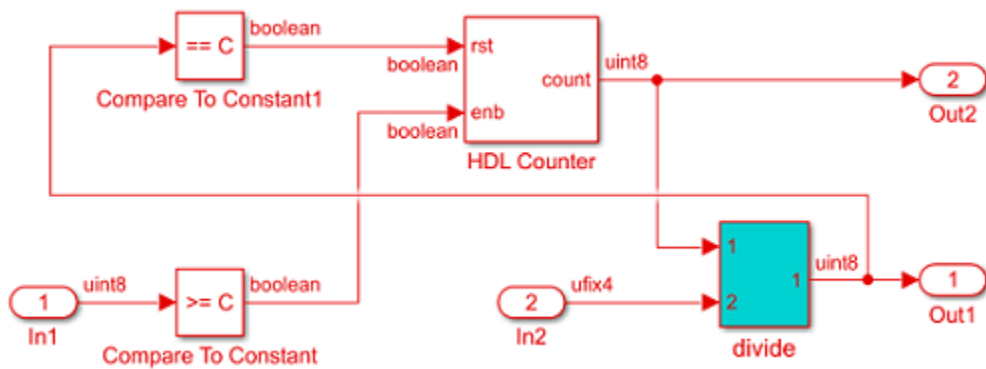 boolean
== C
rst
uint8
boolean
count
2
Compare To Constant1
enb
Out2
boolean
HDL Counter
1
uint8
boolean
ufix4
uint8
1
1
>= C
2
2
1
In1
In2
Out1
Compare To Constant
divide